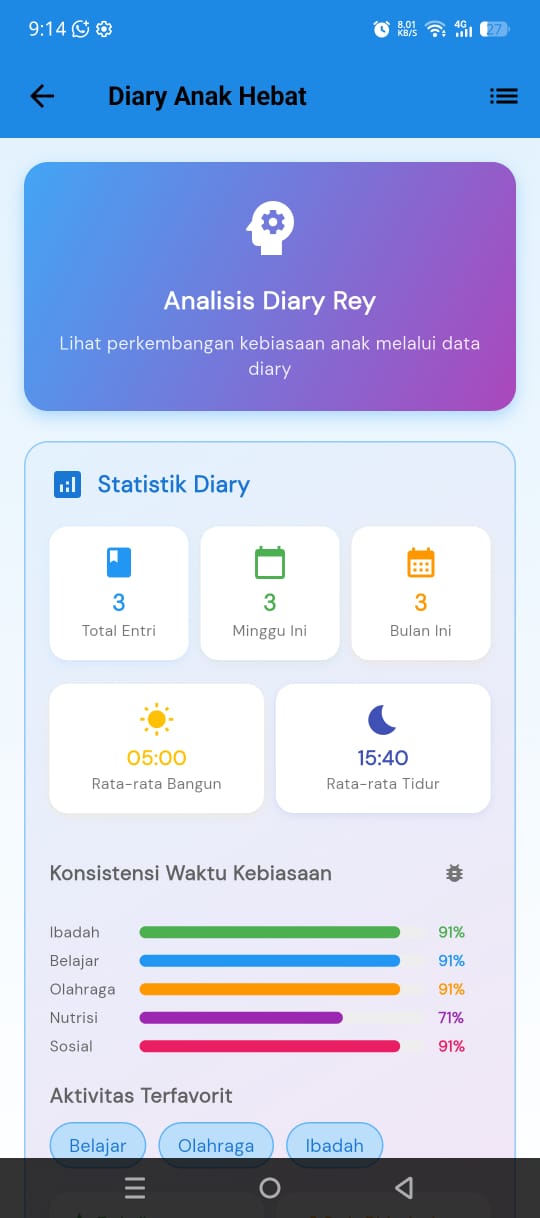 9:14
8.01
KB/S
4G
27
Diary Anak Hebat
Analisis Diary Rey
Lihat perkembangan kebiasaan anak melalui data
diary
Statistik Diary
3
Total Entri
3
Minggu Ini
3
Bulan Ini
05:00
Rata-rata Bangun
15:40
Rata-rata Tidur
Konsistensi Waktu Kebiasaan
Ibadah 91%
Belajar 91%
Olahraga 91%
Nutrisi 71%
Sosial 91%
Aktivitas Terfavorit
Belajar Olahraga Ibadah